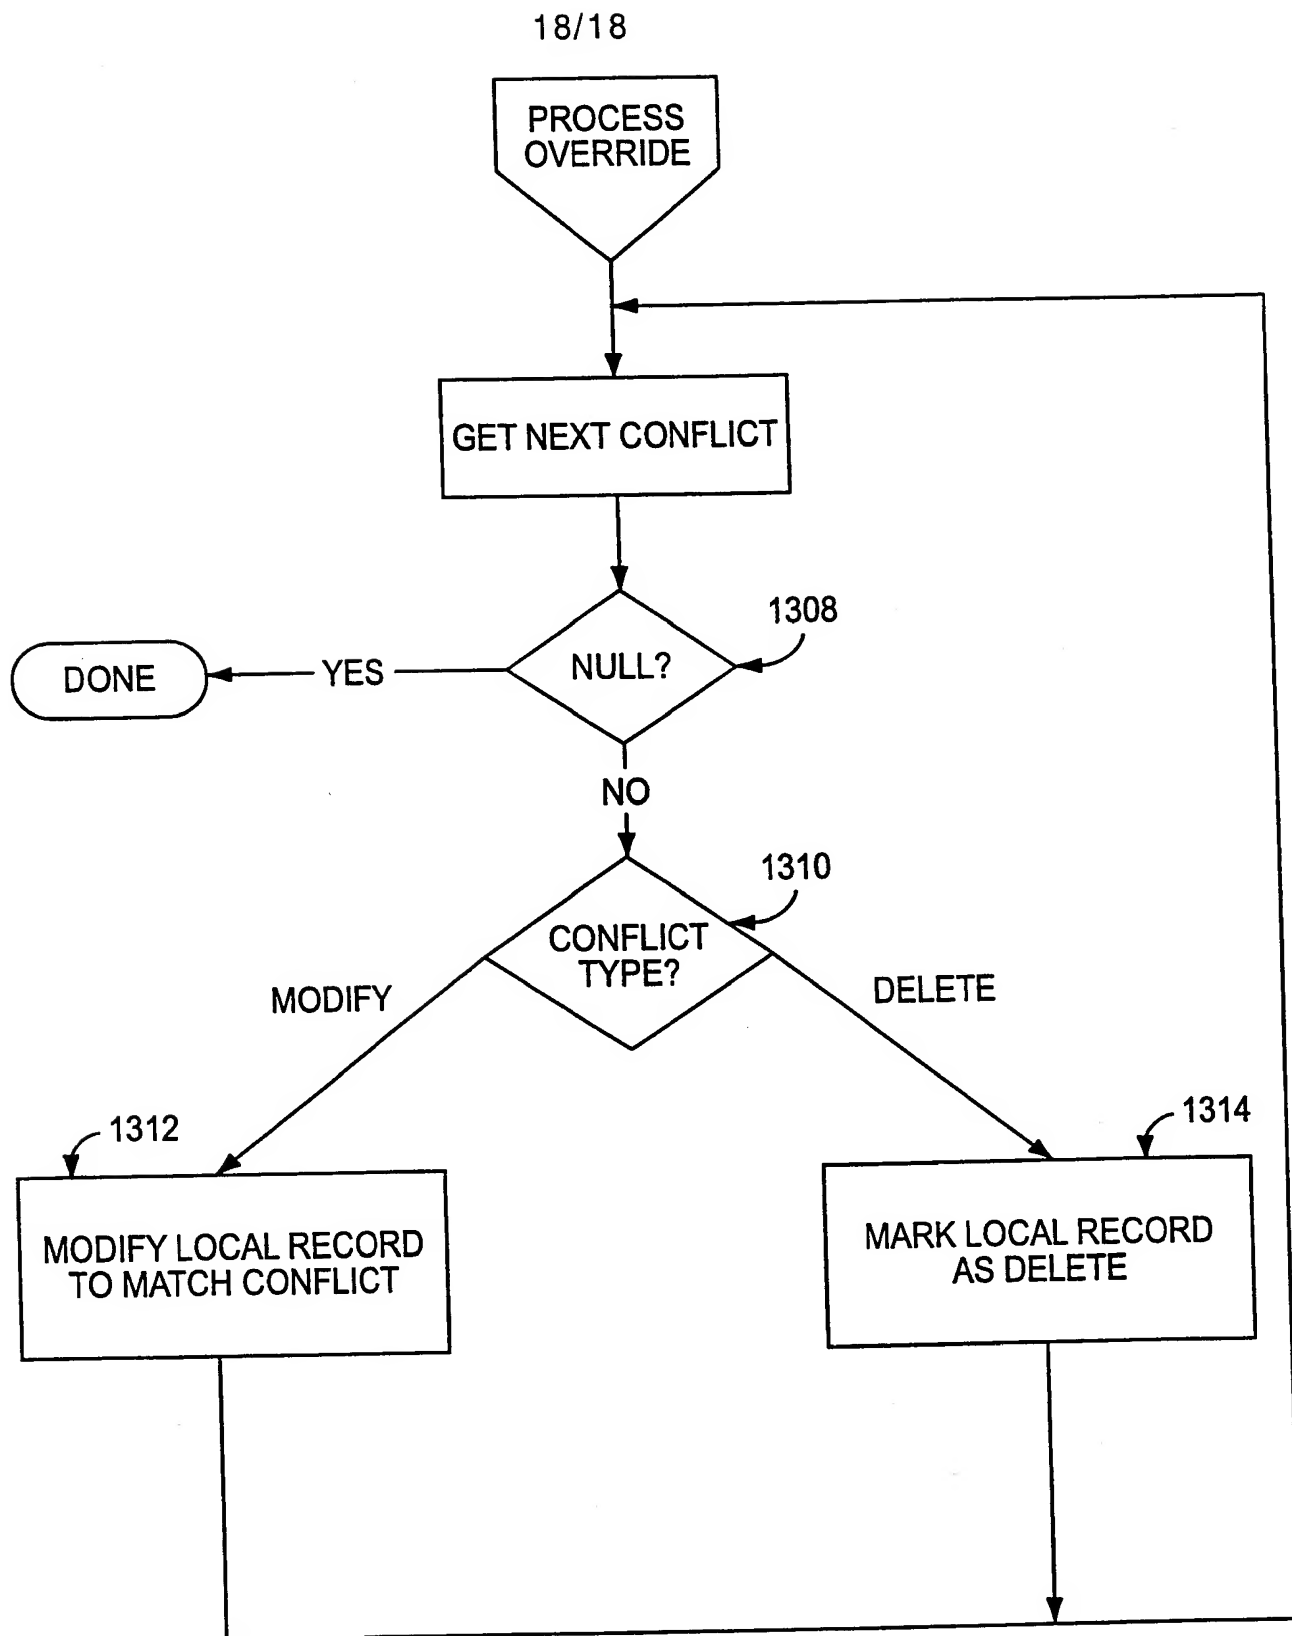 18/18
PROCESS
OVERRIDE
GET NEXT CONFLICT
1308
NULL?
YES
DONE
NO
1310
CONFLICT
TYPE?
MODIFY
DELETE
1312
1314
MODIFY LOCAL RECORD
TO MATCH CONFLICT
MARK LOCAL RECORD
AS DELETE